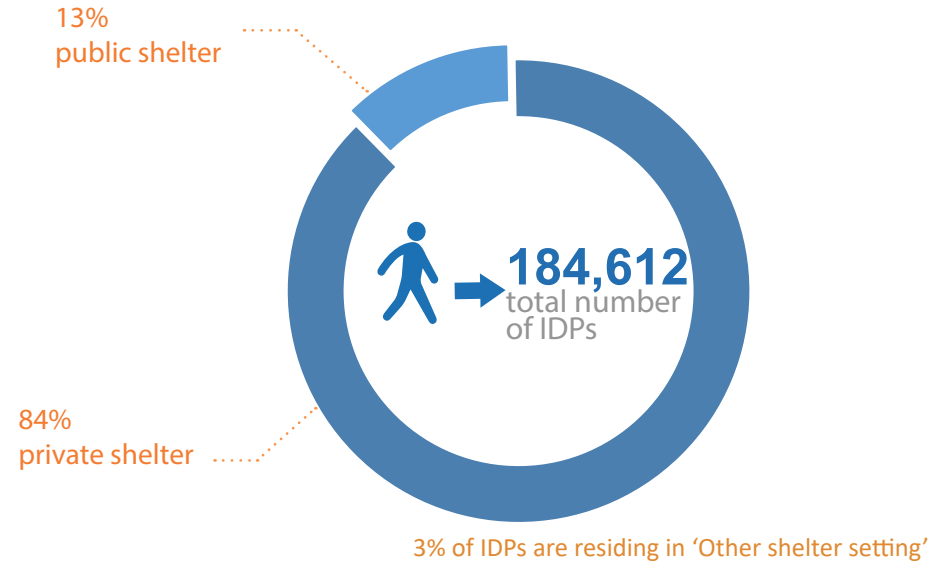 13%
public shelter
184,612
total number
of IDPs
84%
private shelter
3% of IDPs are residing in ‘Other shelter setting’